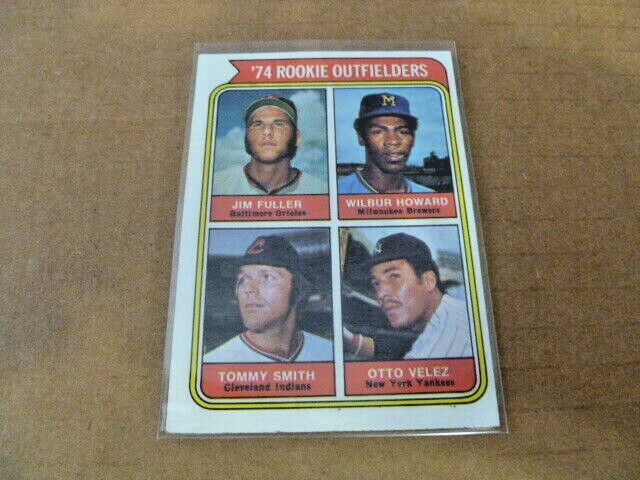 '74 ROOKIE OUTFIELDERS
M
JIM FULLER
Baltimore Orioles
WILBUR HOWARD
Milwaukee Brewers
TOMMY SMITH
Cleveland Indians
OTTO VELEZ
New York Yankees